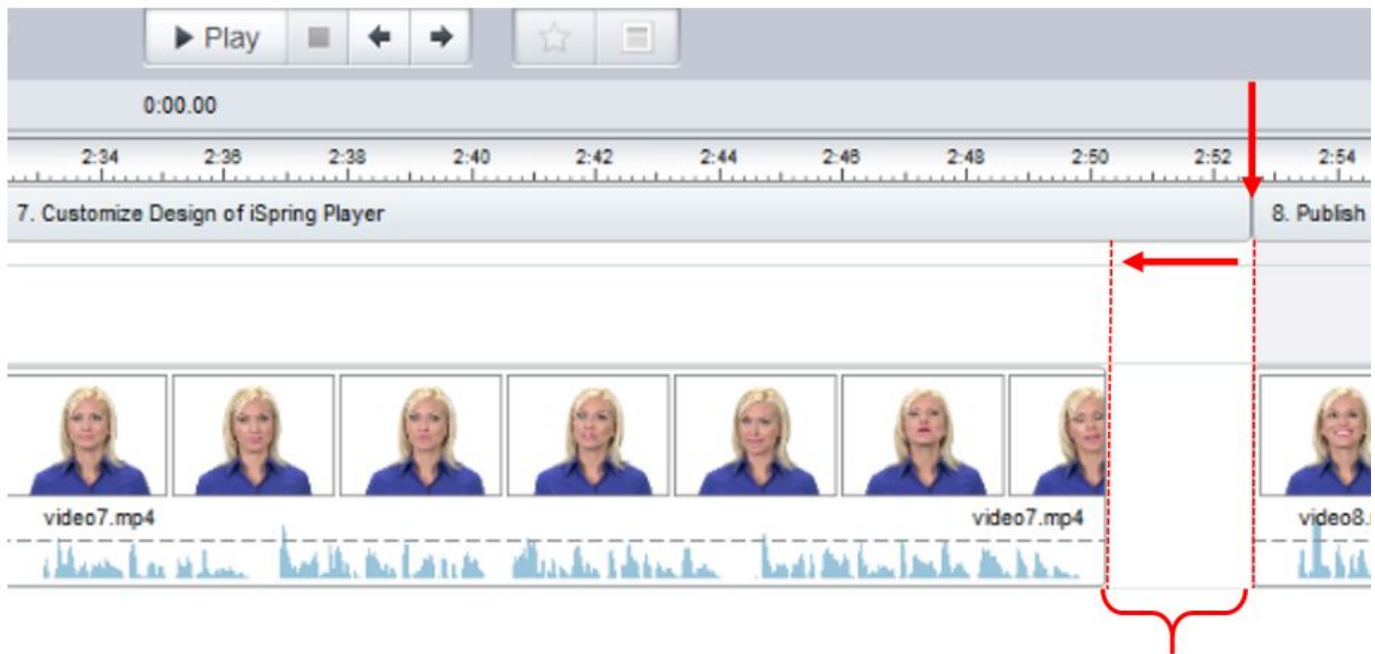 Play
0:00.00
2:34 2:36 2:38 2:40 2:42 2:44 2:46 2:48 2:50 2:52 2:54
7. Customize Design of iSpring Player 8. Publish
video7.mp4 video7.mp4 video8.